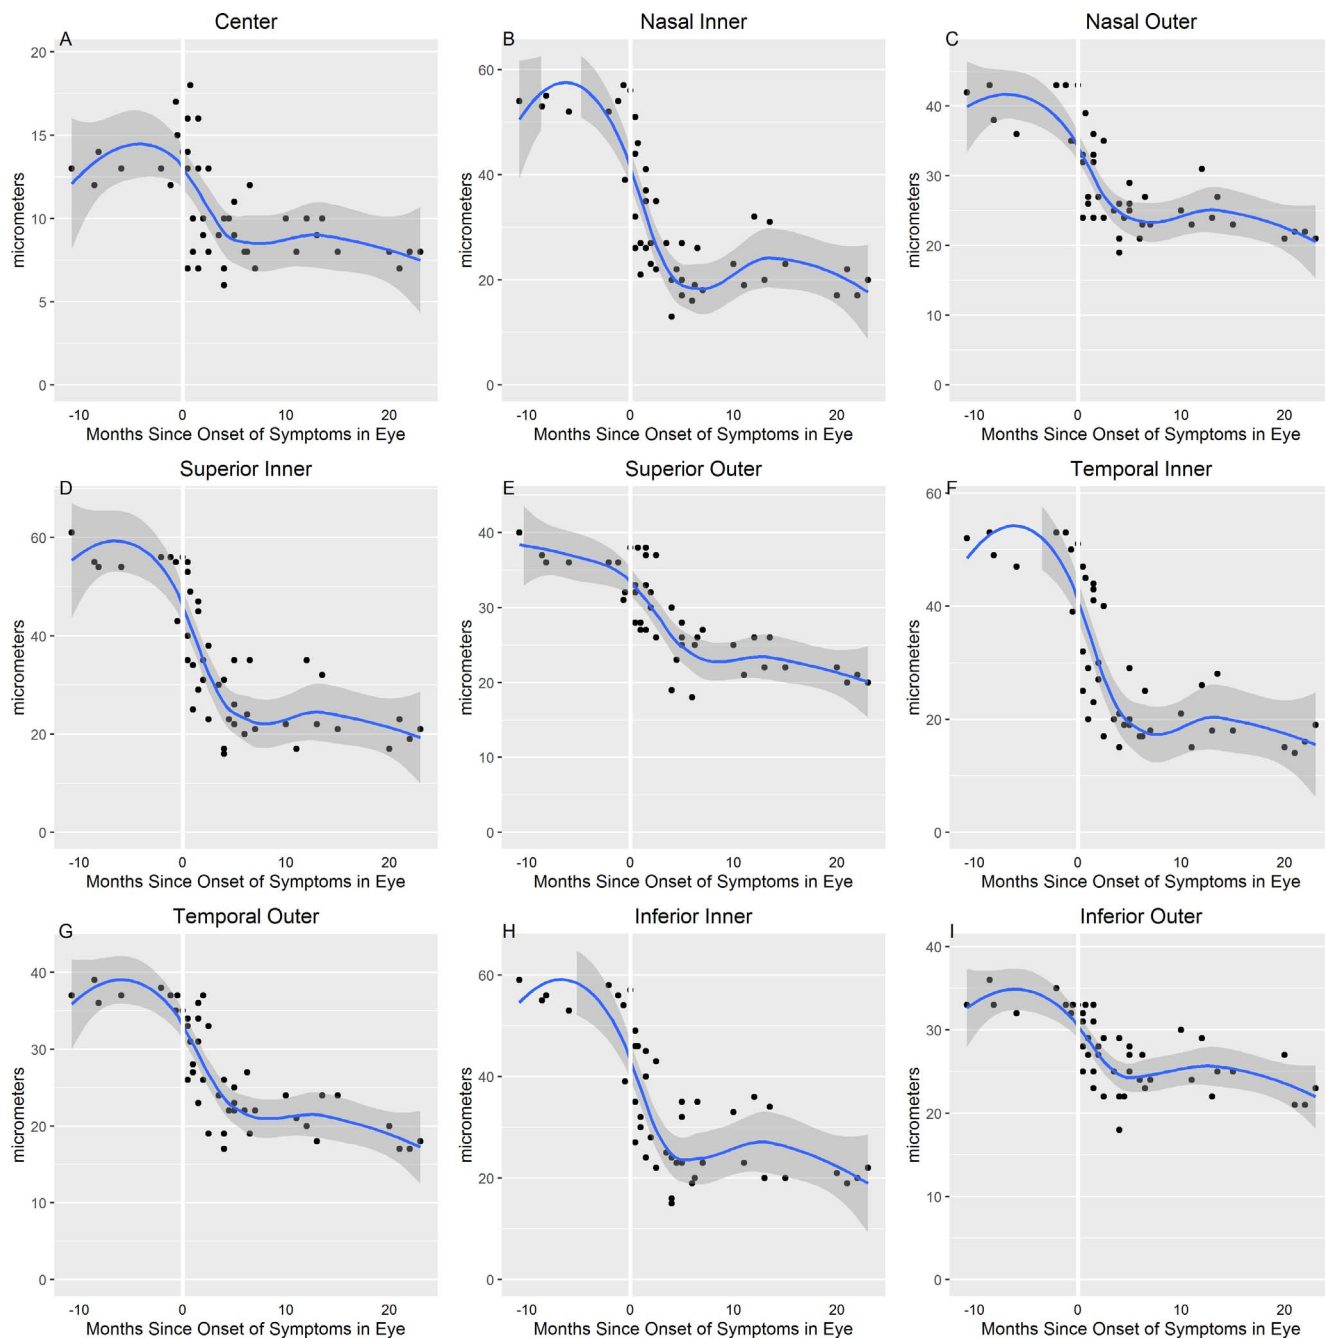 Center
Nasal Inner
Nasal Outer
A
B
C
micrometers
20
15
10
5
0
-10 0 10 20
Months Since Onset of Symptoms in Eye
micrometers
60
40
20
0
-10 0 10 20
Months Since Onset of Symptoms in Eye
micrometers
40
30
20
10
0
-10 0 10 20
Months Since Onset of Symptoms in Eye
Superior Inner
Superior Outer
Temporal Inner
D
E
F
micrometers
60
40
20
0
-10 0 10 20
Months Since Onset of Symptoms in Eye
micrometers
40
30
20
10
0
-10 0 10 20
Months Since Onset of Symptoms in Eye
micrometers
60
40
20
0
-10 0 10 20
Months Since Onset of Symptoms in Eye
Temporal Outer
Inferior Inner
Inferior Outer
G
H
I
micrometers
40
30
20
10
0
-10 0 10 20
Months Since Onset of Symptoms in Eye
micrometers
60
40
20
0
-10 0 10 20
Months Since Onset of Symptoms in Eye
micrometers
40
30
20
10
0
-10 0 10 20
Months Since Onset of Symptoms in Eye